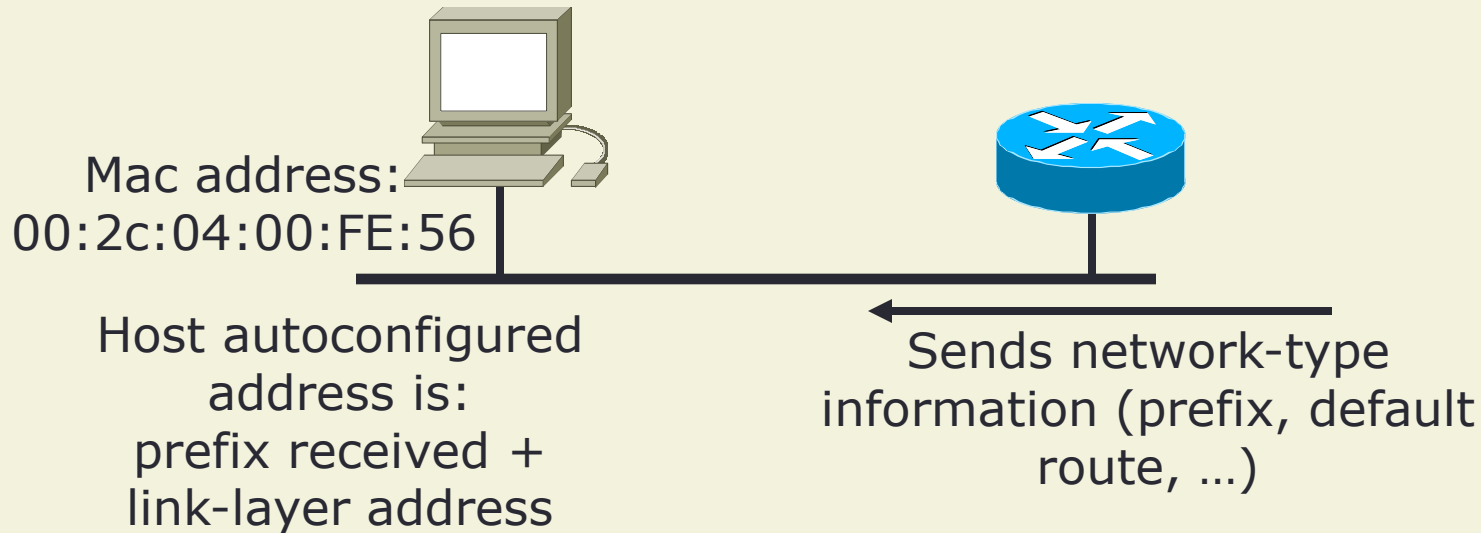 Mac address:
00:2c:04:00:FE:56
Host autoconfigured
address is:
prefix received +
link-layer address
Sends network-type
information (prefix, default
route, …)